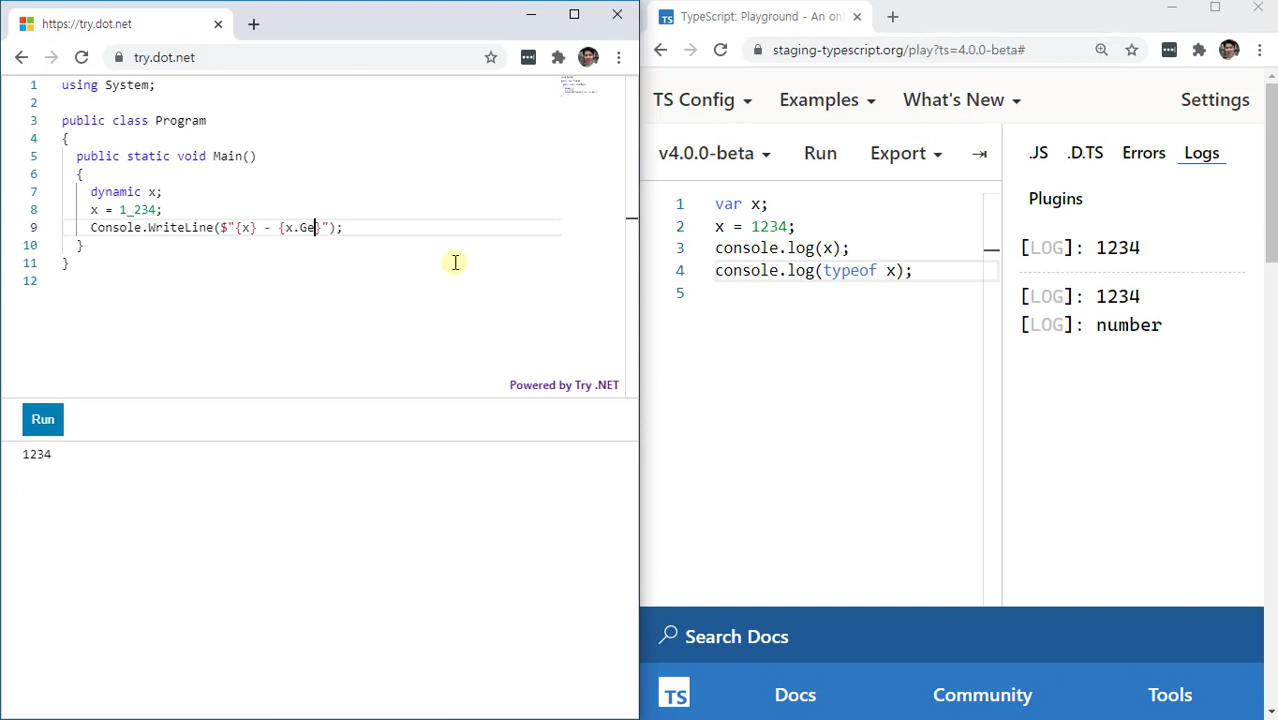 https://try.dot.net
try.dot.net
1 using System;
2
3 public class Program
4 {
5 public static void Main()
6 {
7 dynamic x;
8 x = 1_234;
9 Console.WriteLine($"{x} - {x.Ge}");
10 }
11 }
12
Powered by Try .NET
Run
1234
TS TypeScript: Playground - An on
staging-typescript.org/play?ts=4.0.0-beta#
TS Config Examples What's New Settings
v4.0.0-beta Run Export
1 var x;
2 x = 1234;
3 console.log(x);
4 console.log(typeof x);
5
.JS .D.TS Errors Logs
Plugins
[LOG]: 1234
[LOG]: 1234
[LOG]: number
Search Docs
TS Docs Community Tools